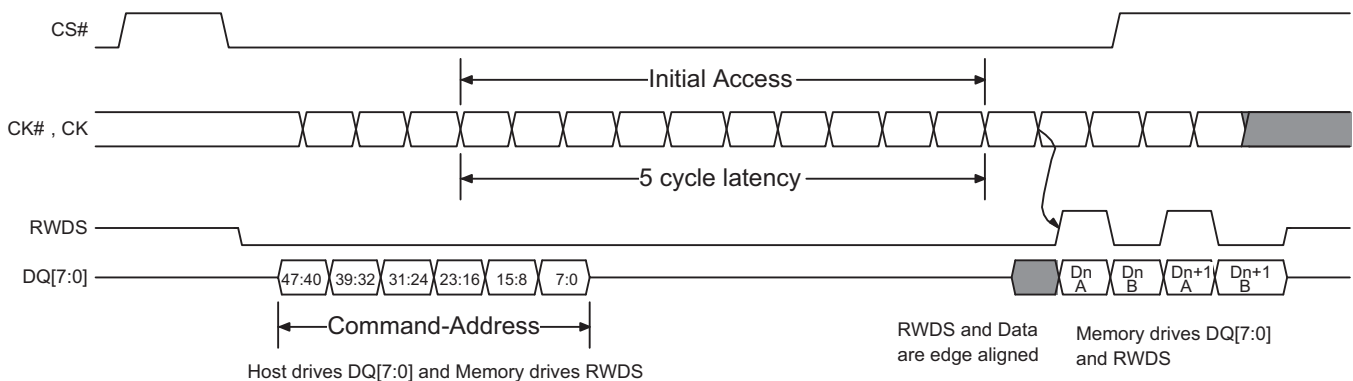 CS#
Initial Access
CK# , CK
5 cycle latency
RWDS
DQ[7:0]
47:40 39:32 31:24 23:16 15:8 7:0
Dn A
Dn B
Dn+1 A
Dn+1 B
Command-Address
Host drives DQ[7:0] and Memory drives RWDS
RWDS and Data
are edge aligned
Memory drives DQ[7:0]
and RWDS